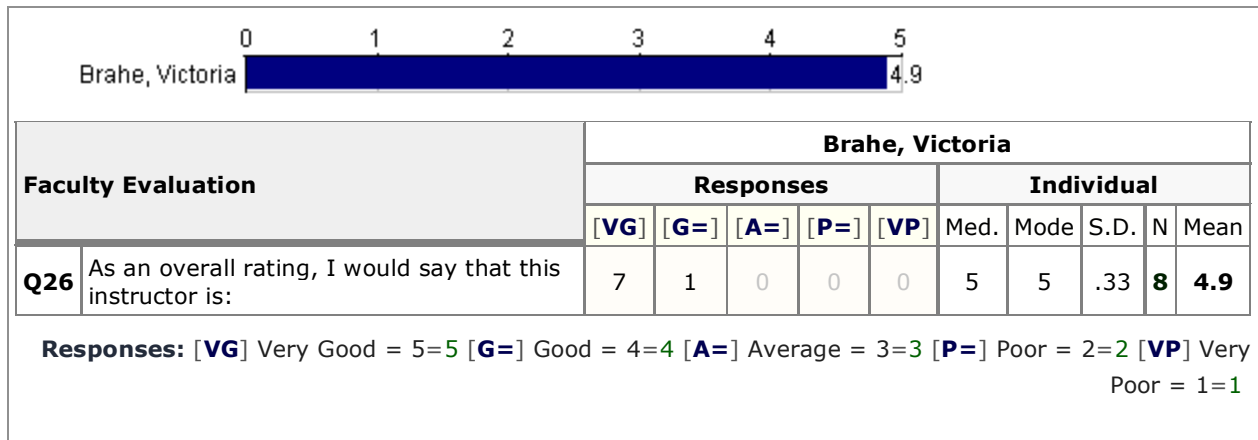 0 1 2 3 4 5
Brahe, Victoria 4.9
Brahe, Victoria
Faculty Evaluation Responses Individual
[VG] [G=] [A=] [P=] [VP] Med. Mode S.D. N Mean
Q26 As an overall rating, I would say that this instructor is: 7 1 0 0 0 5 5 .33 8 4.9
Responses: [VG] Very Good = 5=5 [G=] Good = 4=4 [A=] Average = 3=3 [P=] Poor = 2=2 [VP] Very
Poor = 1=1